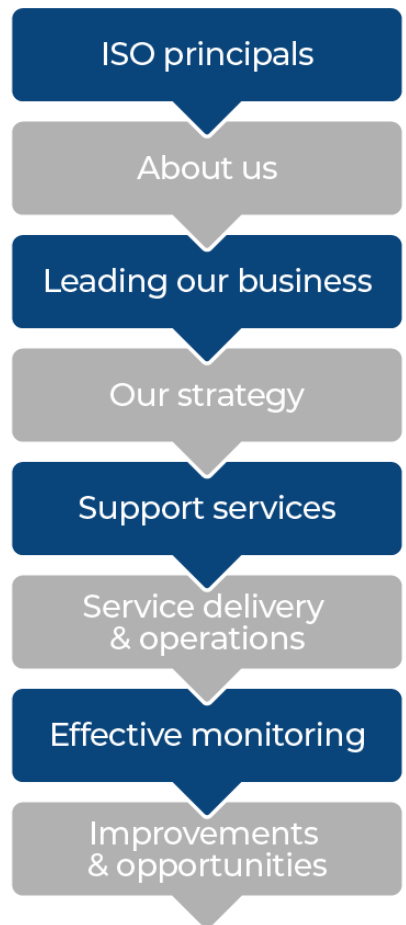 ISO principals
About us
Leading our business
Our strategy
Support services
Service delivery
& operations
Effective monitoring
Improvements
& opportunities